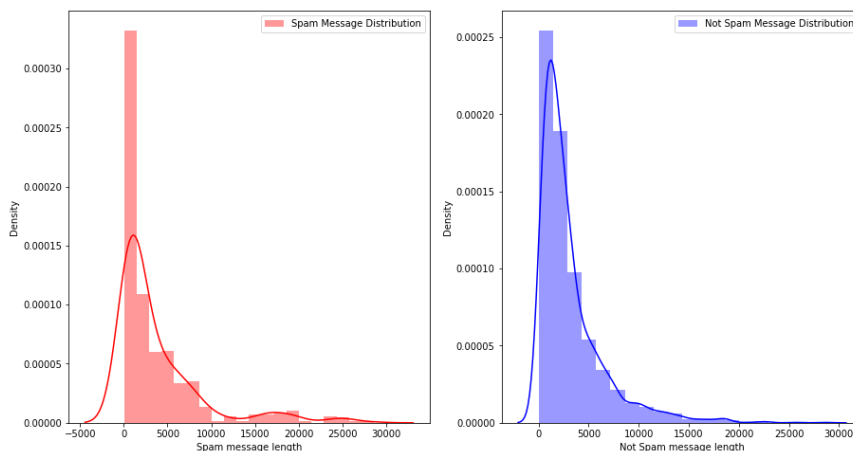 Spam Message Distribution
0.00030
0.00025
0.00020
0.00015
0.00010
0.00005
0.00000
Density
−5000 0 5000 10000 15000 20000 25000 30000
Spam message length
Not Spam Message Distribution
0.00025
0.00020
0.00015
0.00010
0.00005
0.00000
Density
0 5000 10000 15000 20000 25000 30000
Not Spam message length